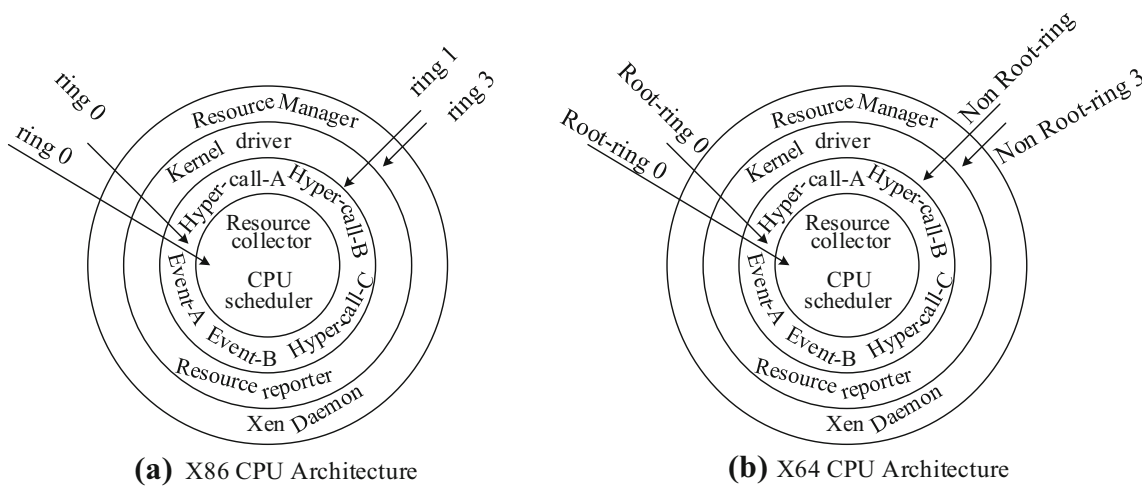 ring 0
ring 0
ring 1
ring 3
Resource Manager
Kernel driver
Hyper-call-A
Hyper-call-B
Hyper-call-C
Resource
collector
CPU
scheduler
Event-A
Event-B
Resource reporter
Xen Daemon
(a) X86 CPU Architecture
Root-ring 0
Root-ring 0
Non Root-ring
Non Root-ring 3
Resource Manager
Kernel driver
Hyper-call-A
Hyper-call-B
Hyper-call-C
Resource
collector
CPU
scheduler
Event-A
Event-B
Resource reporter
Xen Daemon
(b) X64 CPU Architecture